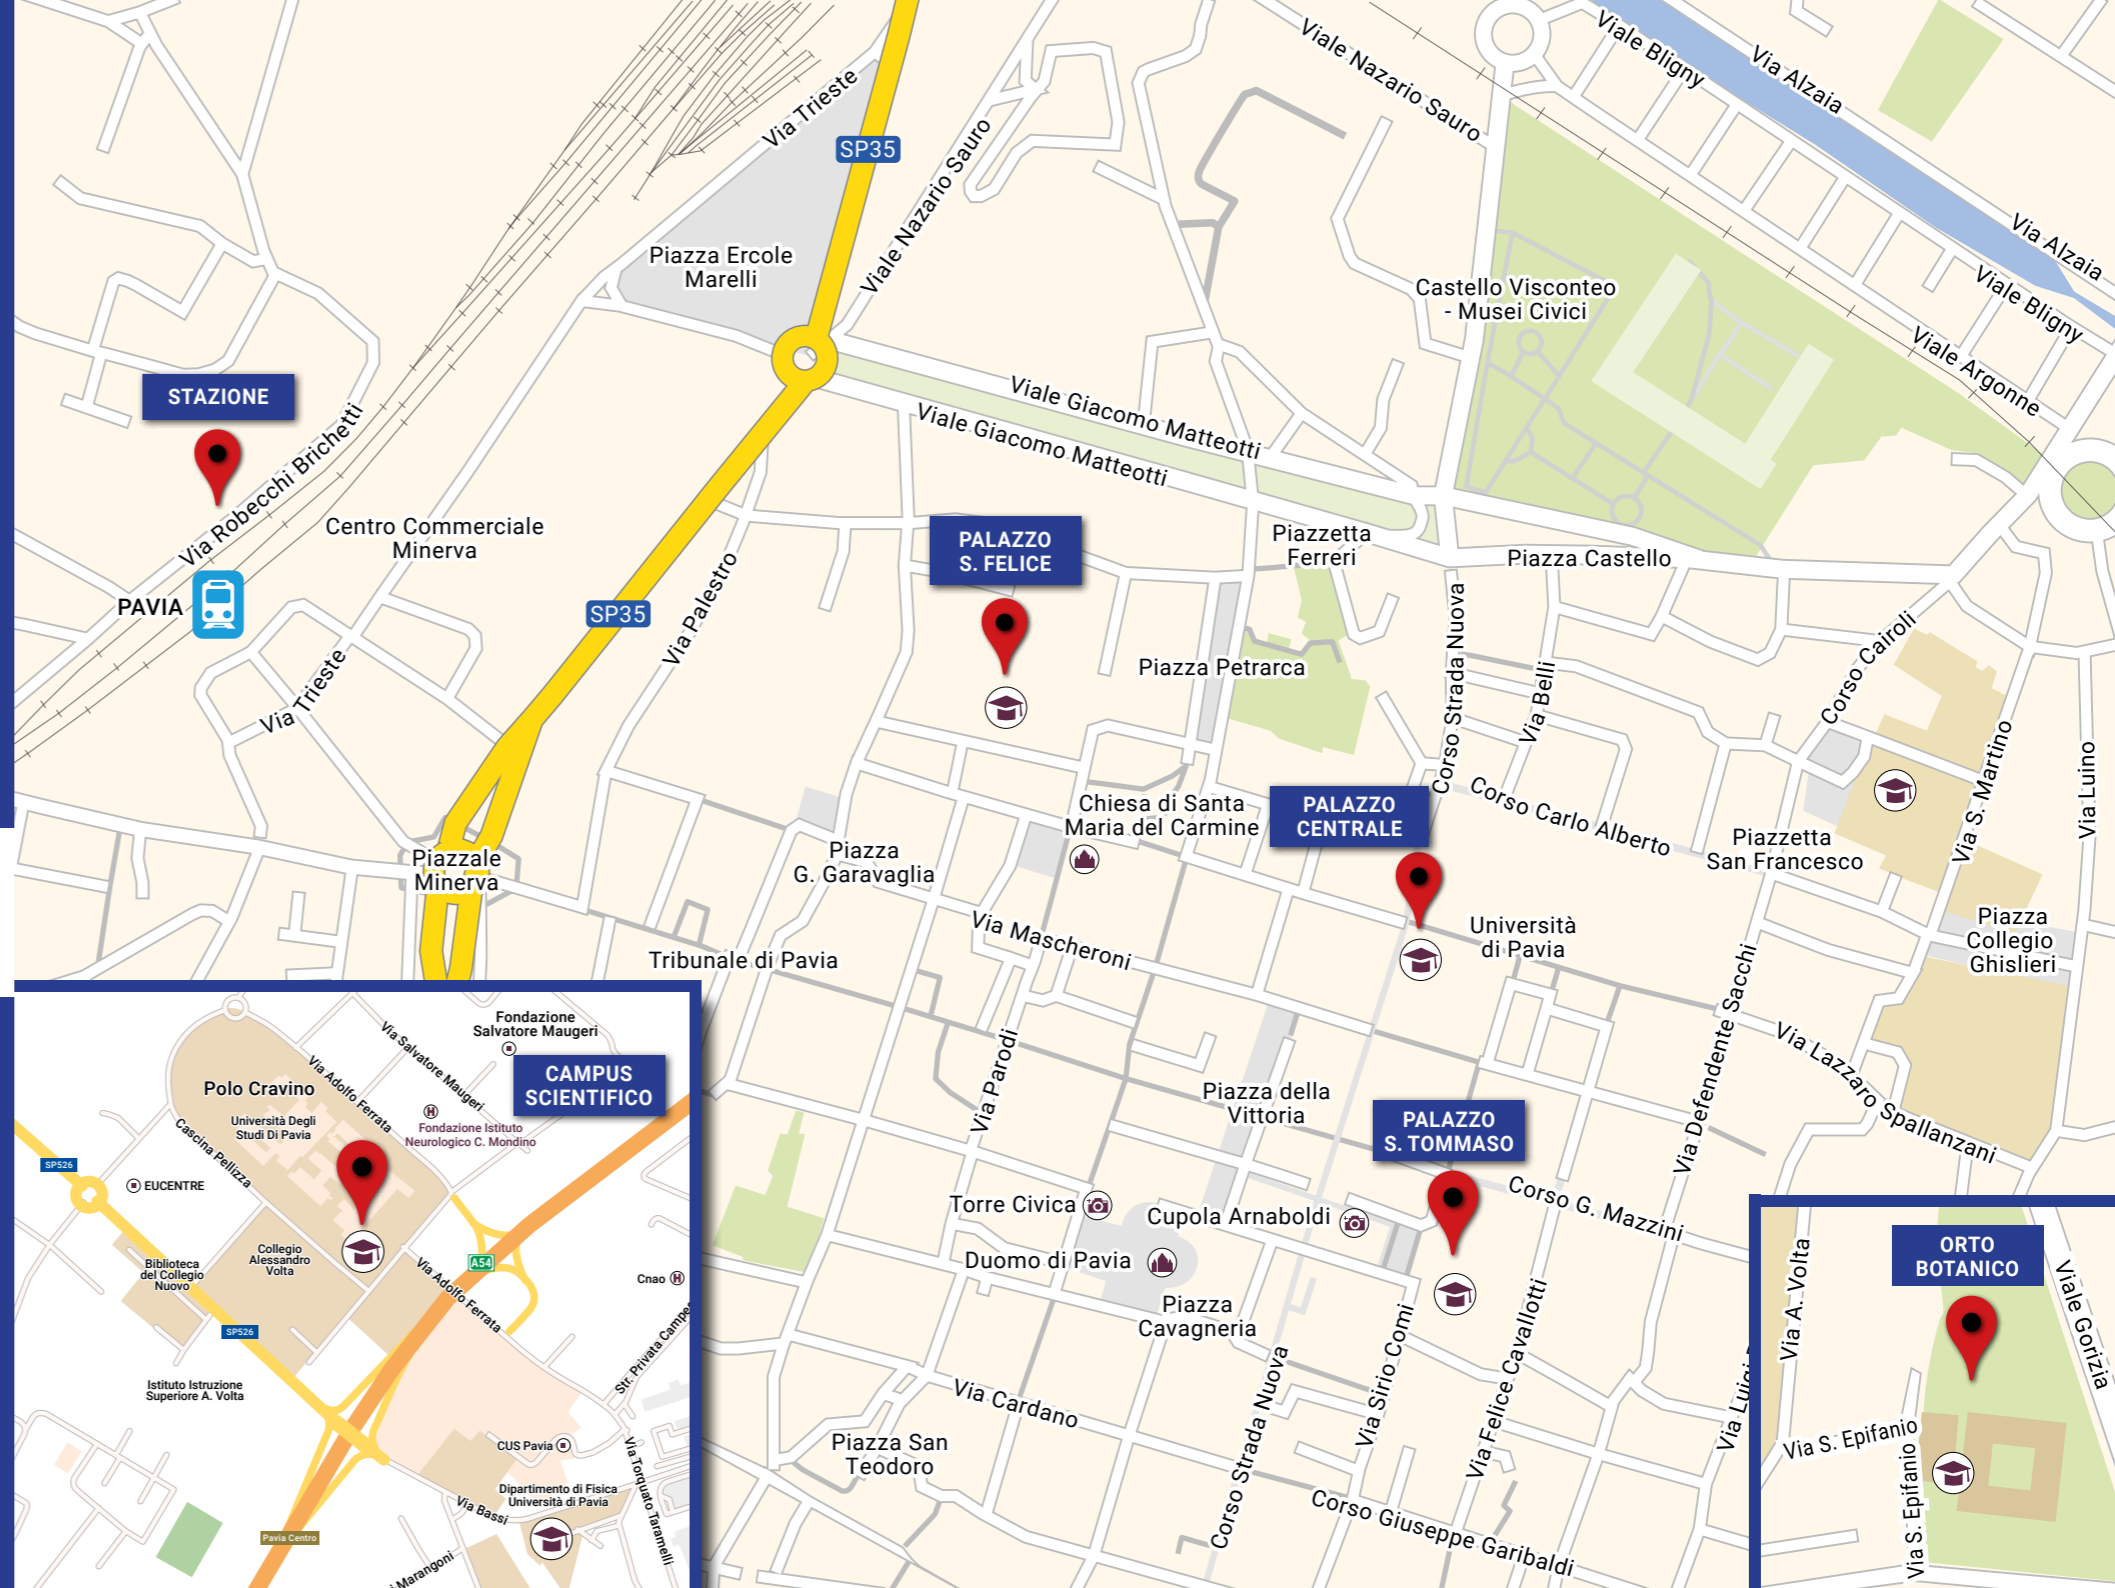 Viale Nazario Sauro
Viale Bligny
Via Alzaia
Via Trieste
SP35
Viale Nazario Sauro
Via Alzaia
Piazza Ercole
Marelli
Castello Visconteo
- Musei Civici
Viale Bligny
Viale Argonne
STAZIONE
Viale Giacomo Matteotti
Viale Giacomo Matteotti
Via Robecchi Brichetti
Centro Commerciale
Minerva
PALAZZO
S. FELICE
Piazzetta
Ferreri
Piazza Castello
PAVIA
SP35
Via Palestro
Corso Strada Nuova
Via Belli
Corso Cairoli
Piazza Petrarca
Via Trieste
Via S. Martino
Via Luino
Chiesa di Santa
Maria del Carmine
PALAZZO
CENTRALE
Corso Carlo Alberto
Piazzetta
San Francesco
Piazzale
Minerva
Piazza
G. Garavaglia
Via Mascheroni
Università
di Pavia
Piazza
Collegio
Ghislieri
Tribunale di Pavia
Via Defendente Sacchi
Via Lazzaro Spallanzani
Via Parodi
Piazza della
Vittoria
PALAZZO
S. TOMMASO
Corso G. Mazzini
Torre Civica
Cupola Arnaboldi
Duomo di Pavia
Piazza
Cavagneria
Via Sirio Comi
Via Felice Cavallotti
Corso Strada Nuova
Via Cardano
Via Luigi
Piazza San
Teodoro
Corso Giuseppe Garibaldi
Fondazione
Salvatore Maugeri
Via Salvatore Maugeri
CAMPUS
SCIENTIFICO
Via Adolfo Ferrata
Polo Cravino
Università Degli
Studi Di Pavia
Fondazione Istituto
Neurologico C. Mondino
Cascina Pellizza
SP526
EUCENTRE
Collegio
Alessandro
Volta
A54
Biblioteca
del Collegio
Nuovo
Via Adolfo Ferrata
Cnao
SP526
Str. Privata Campe
Istituto Istruzione
Superiore A. Volta
CUS Pavia
Via Torquato Taramelli
Dipartimento di Fisica
Università di Pavia
Via Bassi
Pavia Centro
i Marangoni
ORTO
BOTANICO
Via A. Volta
Viale Gorizia
Via S. Epifanio
Via S. Epifanio